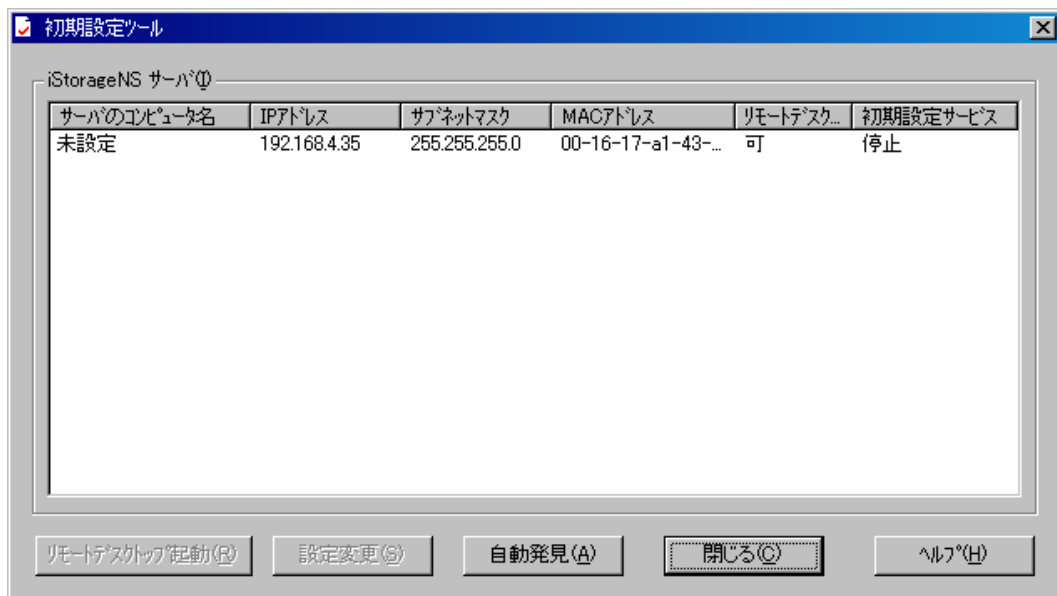 初期設定ツール
iStorageNS サーバ(I)
サーバのコンピュータ名 IPアドレス サブネットマスク MACアドレス リモートデスク... 初期設定サービス
未設定 192.168.4.35 255.255.255.0 00-16-17-a1-43-... 可 停止
リモートデスクトップ起動(R) 設定変更(S) 自動発見(A) 閉じる(C) ヘルプ(H)